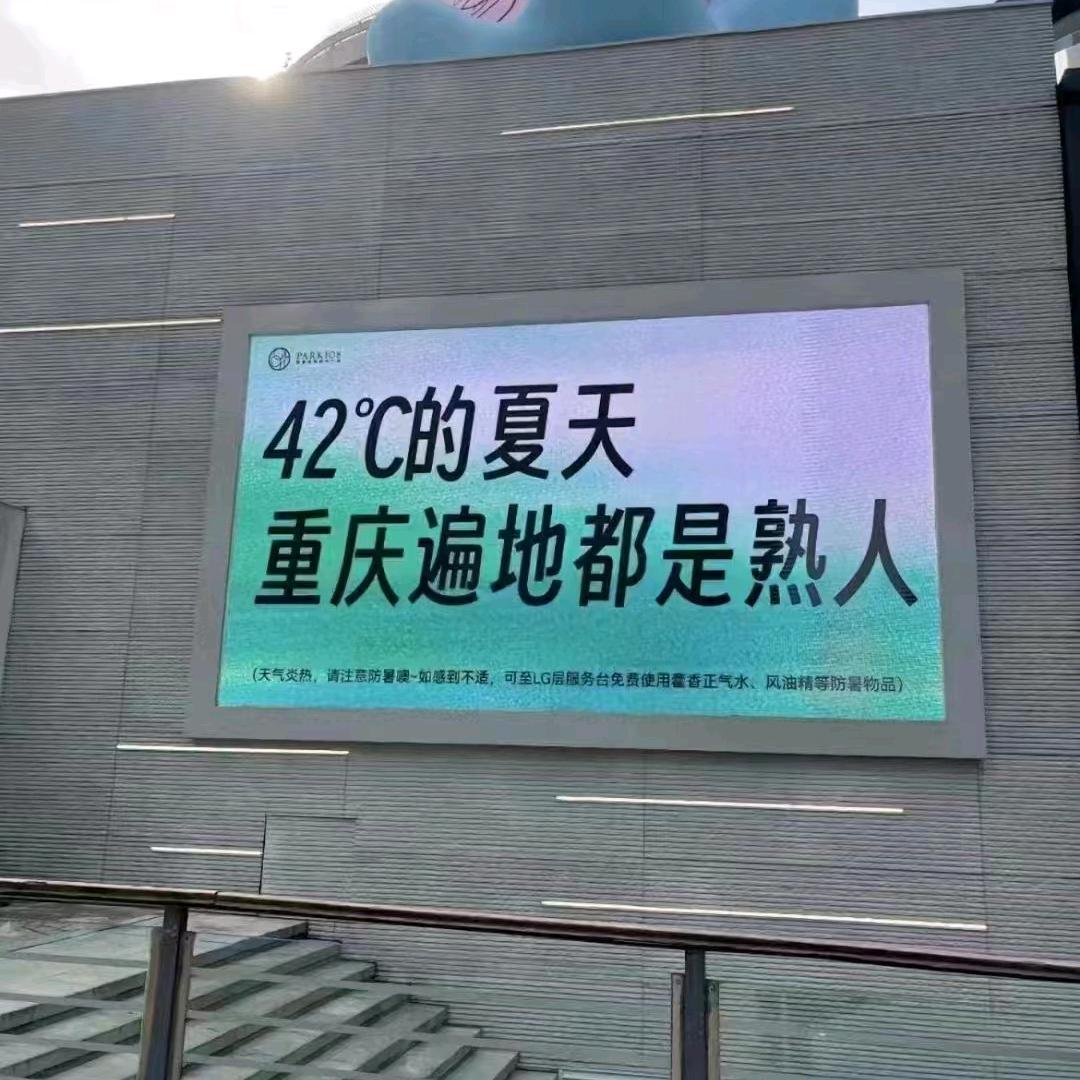 PARK108
42℃的夏天
重庆遍地都是熟人
(天气炎热，请注意防暑噢~如感到不适，可至LG层服务台免费使用藿香正气水、风油精等防暑物品)